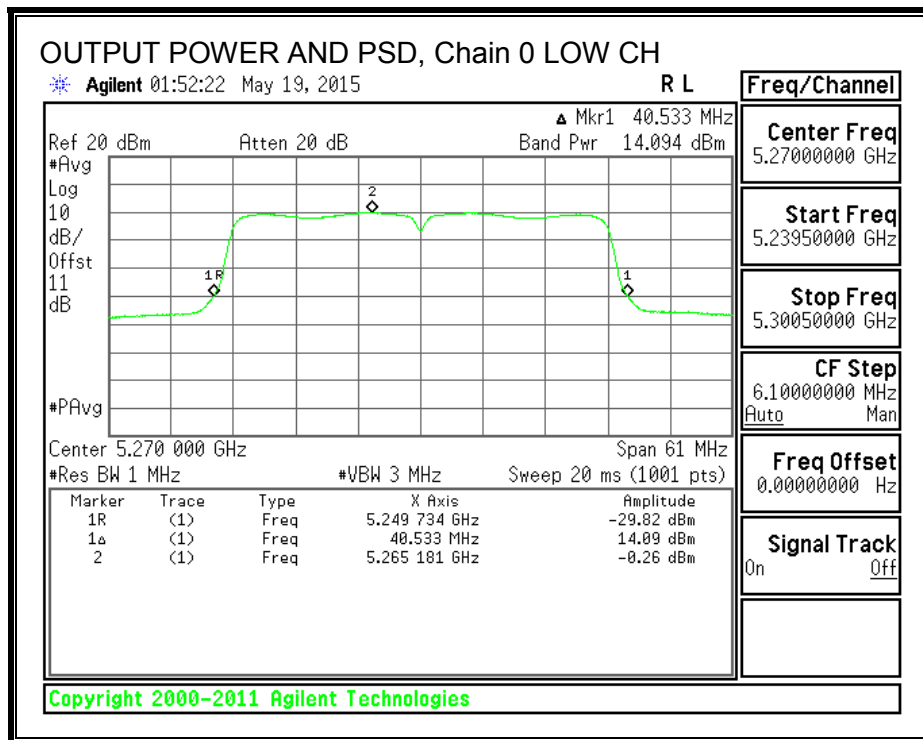 OUTPUT POWER AND PSD, Chain 0 LOW CH
Agilent 01:52:22 May 19, 2015 R L
Freq/Channel
Δ Mkr1 40.533 MHz
Ref 20 dBm Atten 20 dB Band Pwr 14.094 dBm
#Avg
Log
10
dB/
Offst
11
dB
#PAvg
2
1R
1
Center 5.270 000 GHz Span 61 MHz
#Res BW 1 MHz #VBW 3 MHz Sweep 20 ms (1001 pts)
Marker Trace Type X Axis Amplitude
1R (1) Freq 5.249 734 GHz -29.82 dBm
1Δ (1) Freq 40.533 MHz 14.09 dBm
2 (1) Freq 5.265 181 GHz -0.26 dBm
Center Freq
5.27000000 GHz
Start Freq
5.23950000 GHz
Stop Freq
5.30050000 GHz
CF Step
6.10000000 MHz
Auto Man
Freq Offset
0.00000000 Hz
Signal Track
On Off
Copyright 2000-2011 Agilent Technologies